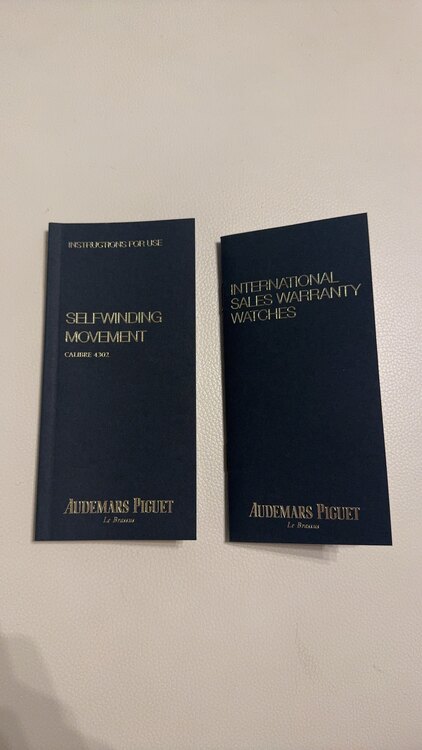 INSTRUCTIONS FOR USE
SELFWINDING
MOVEMENT
CALIBRE 4302
AUDEMARS PIGUET
Le Brassus
INTERNATIONAL
SALES WARRANTY
WATCHES
AUDEMARS PIGUET
Le Brassus